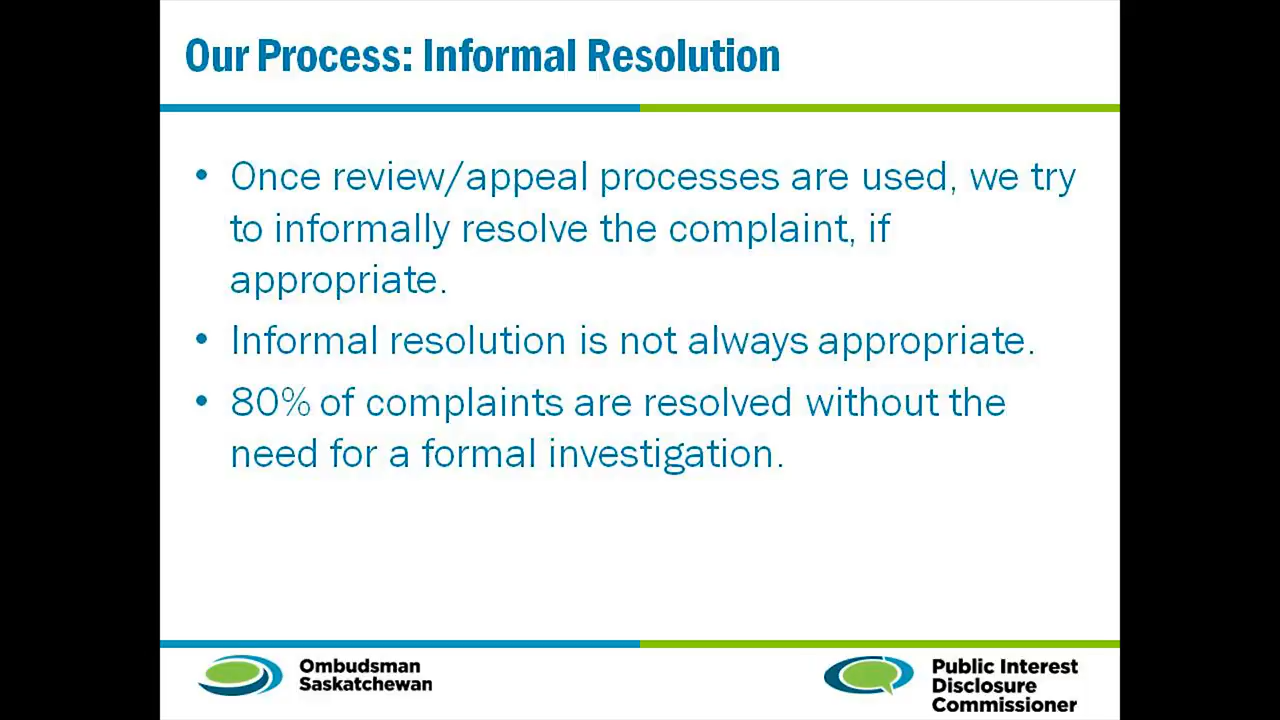 Our Process: Informal Resolution
• Once review/appeal processes are used, we try
to informally resolve the complaint, if
appropriate.
• Informal resolution is not always appropriate.
• 80% of complaints are resolved without the
need for a formal investigation.
Ombudsman
Saskatchewan
Public Interest
Disclosure
Commissioner